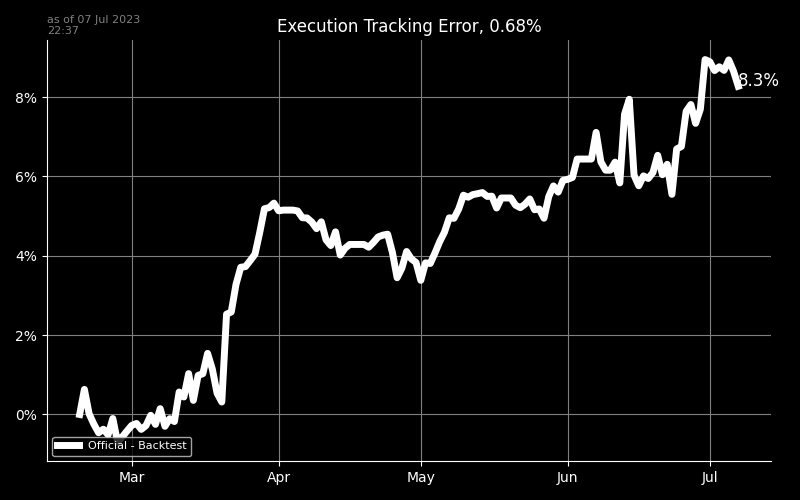 as of 07 Jul 2023
22:37
Execution Tracking Error, 0.68%
8.3%
8%
6%
4%
2%
0%
Official - Backtest
Mar Apr May Jun Jul